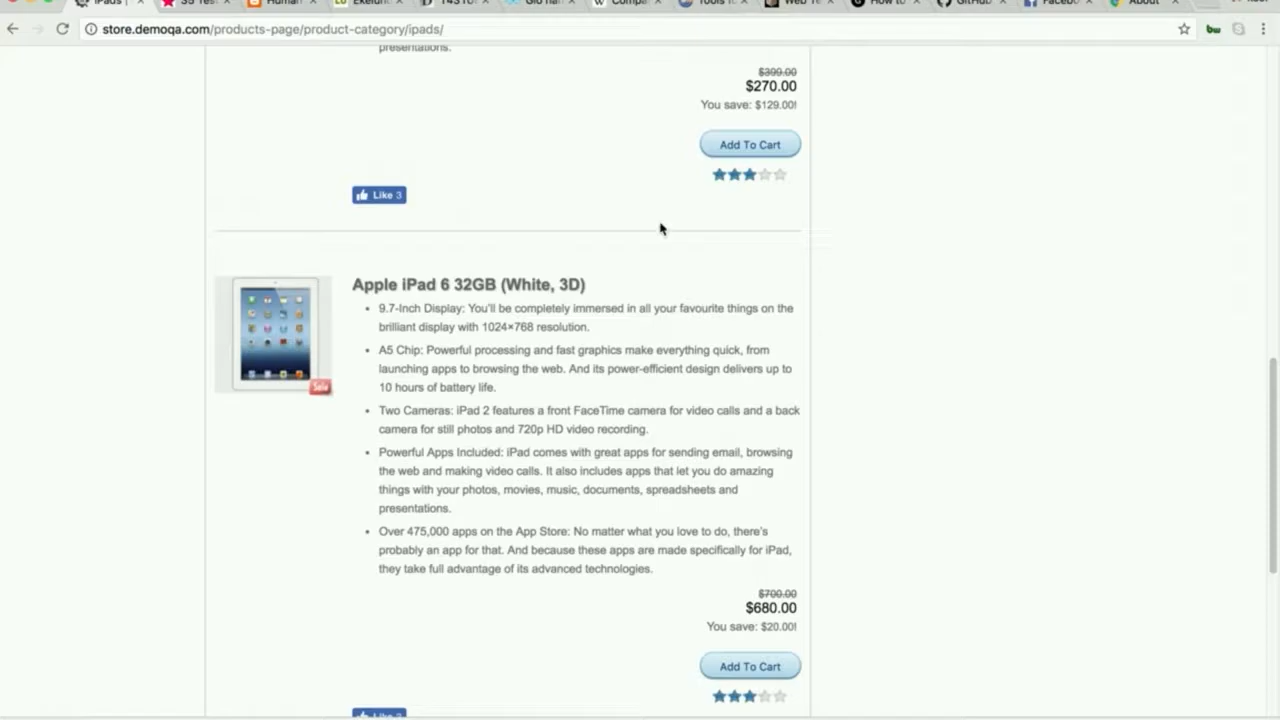 iPads |
store.demoqa.com/products-page/product-category/ipads/
presentations.
$399.00
$270.00
You save: $129.00!
Add To Cart
Like 3
Apple iPad 6 32GB (White, 3D)
• 9.7-Inch Display: You'll be completely immersed in all your favourite things on the
brilliant display with 1024×768 resolution.
• A5 Chip: Powerful processing and fast graphics make everything quick, from
launching apps to browsing the web. And its power-efficient design delivers up to
10 hours of battery life.
• Two Cameras: iPad 2 features a front FaceTime camera for video calls and a back
camera for still photos and 720p HD video recording.
• Powerful Apps Included: iPad comes with great apps for sending email, browsing
the web and making video calls. It also includes apps that let you do amazing
things with your photos, movies, music, documents, spreadsheets and
presentations.
• Over 475,000 apps on the App Store: No matter what you love to do, there's
probably an app for that. And because these apps are made specifically for iPad,
they take full advantage of its advanced technologies.
Sale
$700.00
$680.00
You save: $20.00!
Add To Cart